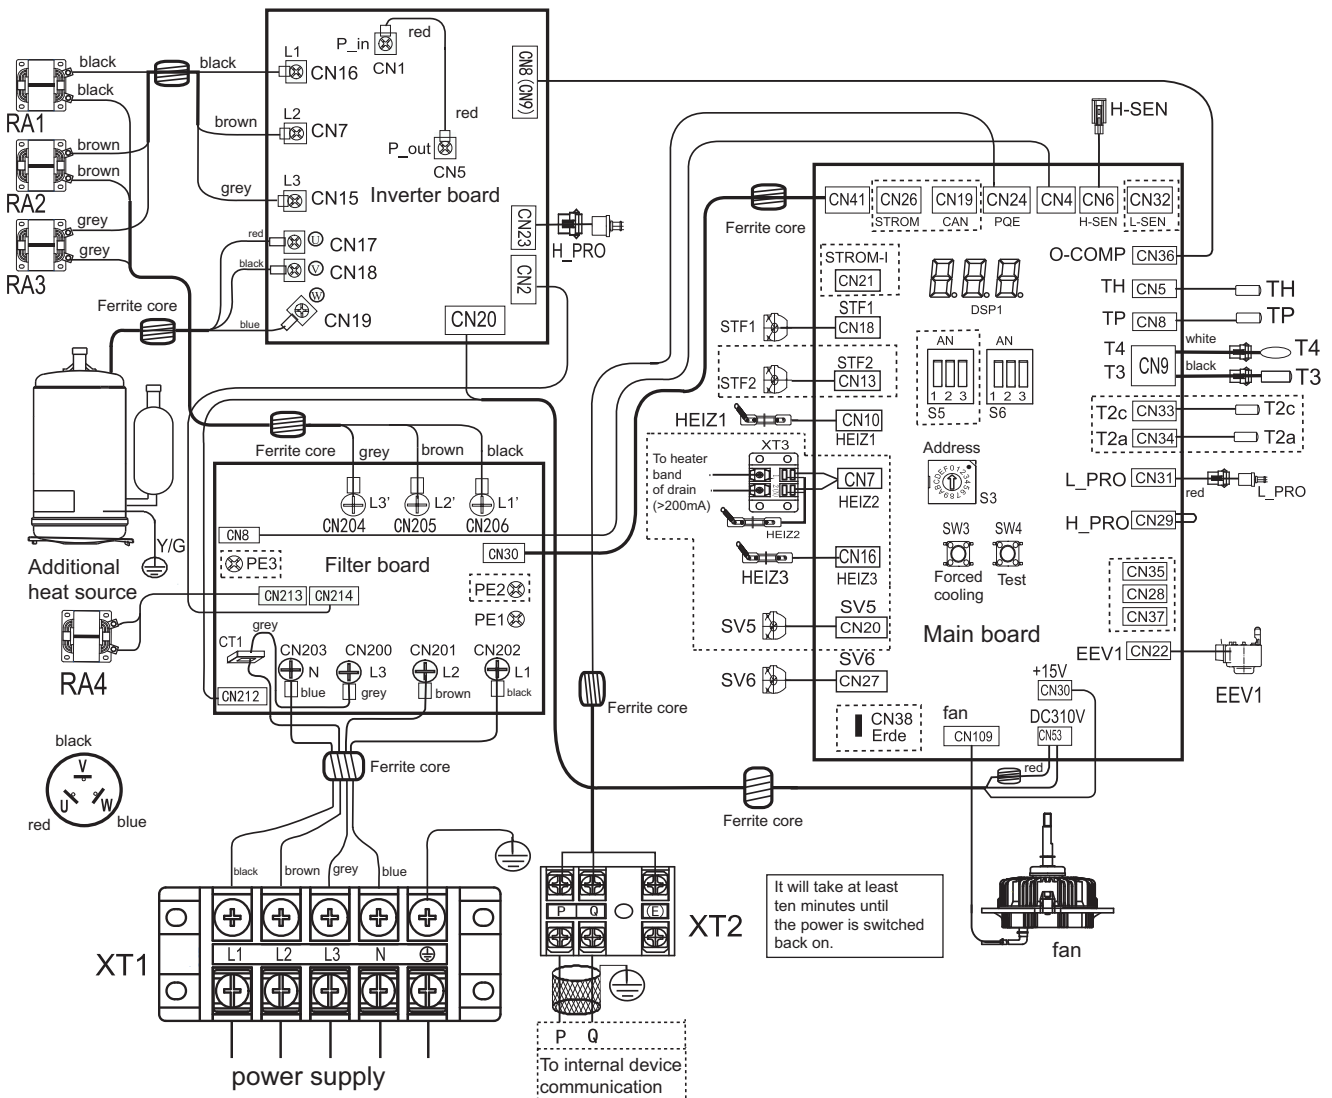 black
black
RA1
brown
brown
RA2
grey
grey
RA3
black
L1
CN16
brown
L2
CN7
grey
L3
CN15
P_in
CN1
red
red
P_out
CN5
Inverter board
CN8 (CN9)
red
U
CN17
black
V
CN18
W
CN19
blue
CN23
H_PRO
CN2
CN20
Ferrite core
Ferrite core
grey
brown
black
L3'
L2'
L1'
CN204
CN205
CN206
CN8
CN30
PE3
Filter board
PE2
PE1
CN213
CN214
grey
CT1
CN203
CN200
CN201
CN202
N
L3
L2
L1
blue
grey
brown
black
CN212
Y/G
Additional
heat source
RA4
black
V
U
W
red
blue
Ferrite core
black
brown
grey
blue
XT1
L1
L2
L3
N
power supply
Ferrite core
P
Q
(E)
XT2
P
Q
To internal device
communication
Ferrite core
It will take at least
ten minutes until
the power is switched
back on.
Ferrite core
CN41
CN26
STROM
CN19
CAN
CN24
PQE
CN4
CN6
H-SEN
CN32
L-SEN
H-SEN
STROM-I
CN21
DSP1
O-COMP
CN36
TH
CN5
TH
TP
CN8
TP
T4
T3
CN9
white
black
T4
T3
T2c
CN33
T2c
T2a
CN34
T2a
L_PRO
CN31
red
L_PRO
H_PRO
CN29
CN35
CN28
CN37
EEV1
CN22
EEV1
STF1
STF1
CN18
STF2
STF2
CN13
AN
1 2 3
S5
AN
1 2 3
S6
HEIZ1
CN10
HEIZ1
To heater
band
of drain
(>200mA)
XT3
CN7
HEIZ2
HEIZ2
HEIZ3
CN16
HEIZ3
Address
S3
SW3
SW4
Forced
cooling
Test
SV5
SV5
CN20
Main board
SV6
SV6
CN27
CN38
Erde
fan
CN109
+15V
CN30
DC310V
CN53
red
fan